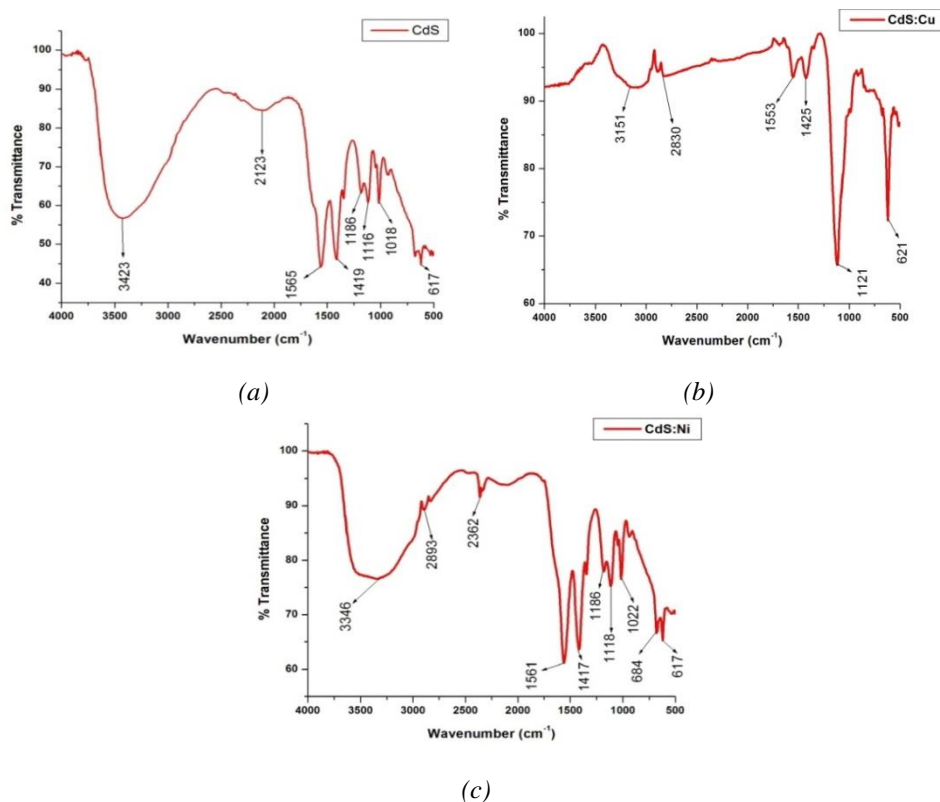 CdS
100
90
80
70
60
50
40
% Transmittance
3423
2123
1565
1419
1186
1116
1018
617
4000 3500 3000 2500 2000 1500 1000 500
Wavenumber (cm⁻¹)
(a)
CdS:Cu
100
90
80
70
60
% Transmittance
3151
2830
1553
1425
1121
621
4000 3500 3000 2500 2000 1500 1000 500
Wavenumber (cm⁻¹)
(b)
CdS:Ni
100
90
80
70
60
% Transmittance
3346
2893
2362
1561
1417
1186
1118
1022
684
617
4000 3500 3000 2500 2000 1500 1000 500
Wavenumber (cm⁻¹)
(c)